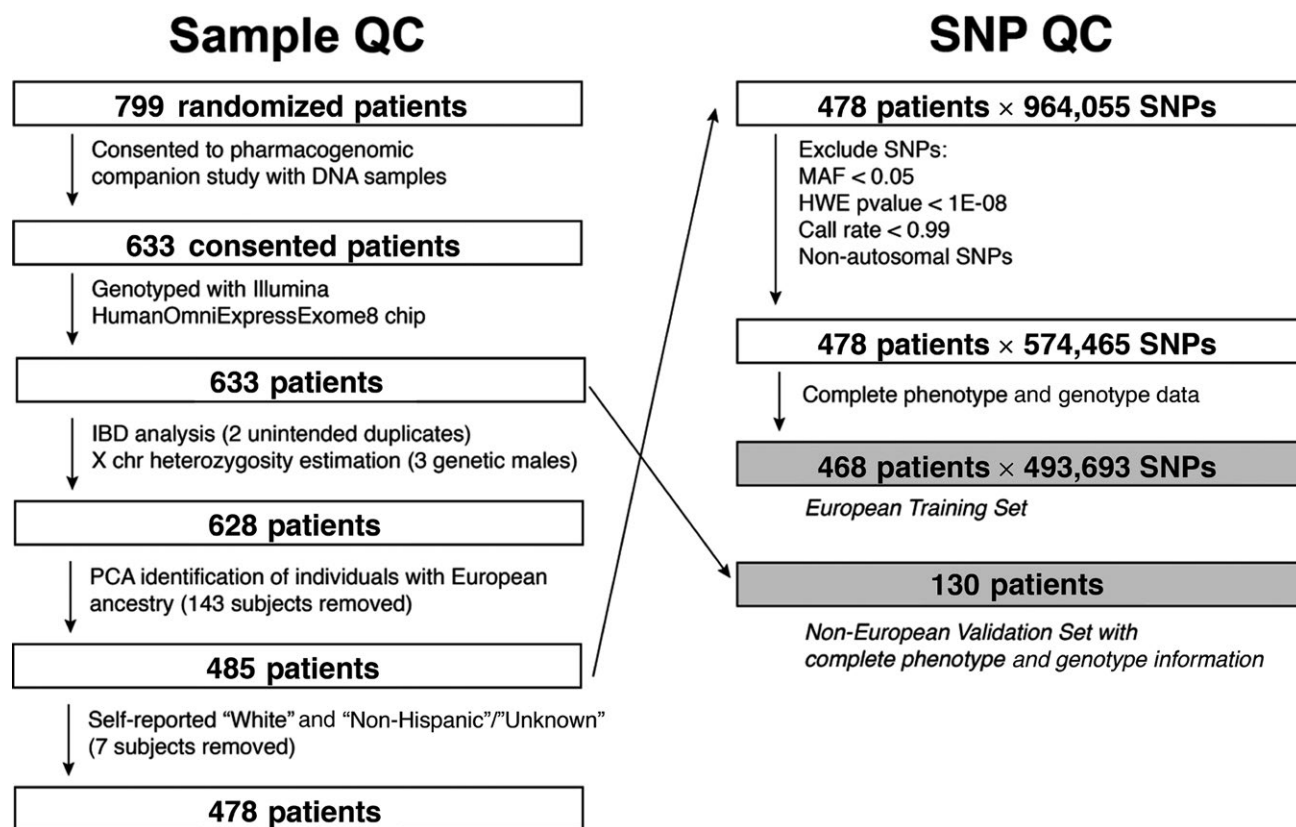 Sample QC
799 randomized patients
Consented to pharmacogenomic
companion study with DNA samples
633 consented patients
Genotyped with Illumina
HumanOmniExpressExome8 chip
633 patients
IBD analysis (2 unintended duplicates)
X chr heterozygosity estimation (3 genetic males)
628 patients
PCA identification of individuals with European
ancestry (143 subjects removed)
485 patients
Self-reported “White” and “Non-Hispanic”/”Unknown”
(7 subjects removed)
478 patients
SNP QC
478 patients × 964,055 SNPs
Exclude SNPs:
MAF < 0.05
HWE pvalue < 1E-08
Call rate < 0.99
Non-autosomal SNPs
478 patients × 574,465 SNPs
Complete phenotype and genotype data
468 patients × 493,693 SNPs
European Training Set
130 patients
Non-European Validation Set with
complete phenotype and genotype information